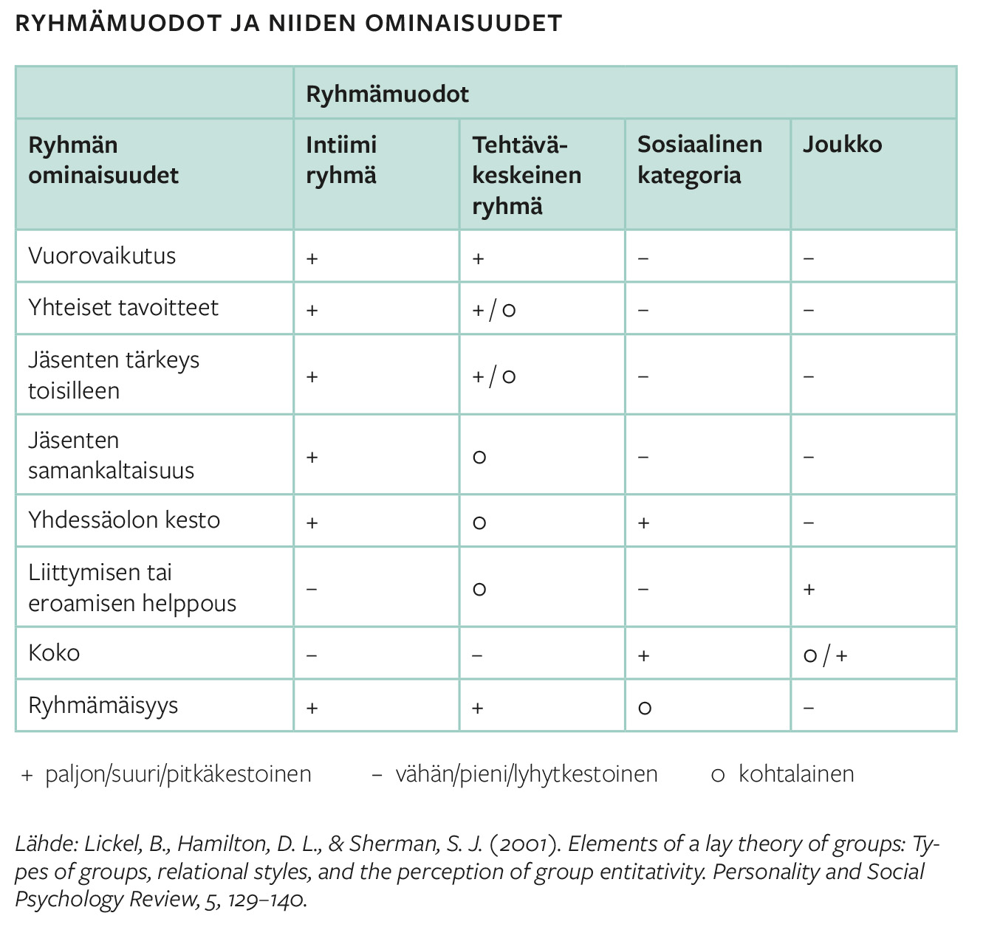 RYHMÄMUODOT JA NIIDEN OMINAISUUDET
Ryhmämuodot
Ryhmän ominaisuudet Intiimi ryhmä Tehtävä-keskeinen ryhmä Sosiaalinen kategoria Joukko
Vuorovaikutus + + – –
Yhteiset tavoitteet + +/o – –
Jäsenten tärkeys toisilleen + +/o – –
Jäsenten samankaltaisuus + o – –
Yhdessäolon kesto + o + –
Liittymisen tai eroamisen helppous – o – +
Koko – – + o/+
Ryhmämäisyys + + o –
+ paljon/suuri/pitkäkestoinen – vähän/pieni/lyhytkestoinen o kohtalainen
Lähde: Lickel, B., Hamilton, D. L., & Sherman, S. J. (2001). Elements of a lay theory of groups: Ty-
pes of groups, relational styles, and the perception of group entitativity. Personality and Social
Psychology Review, 5, 129–140.